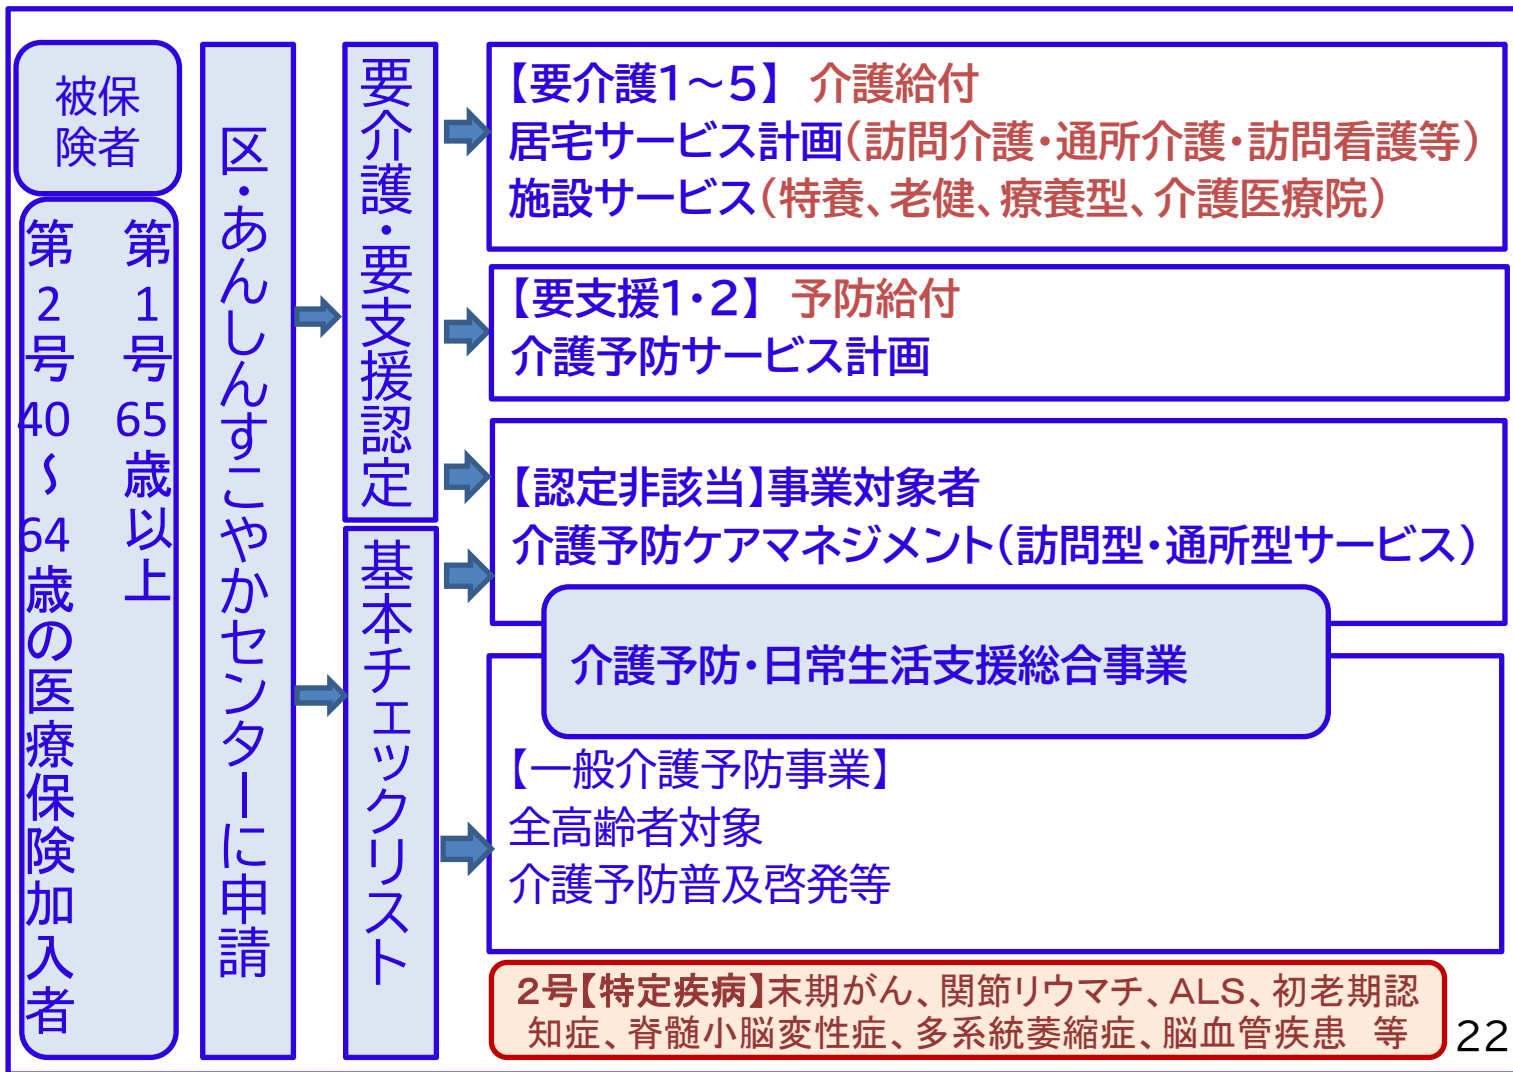 被保
険者
第1号 65歳以上
第2号 40~64歳の医療保険加入者
区・あんしんすこやかセンターに申請
要介護・要支援認定
基本チェックリスト
【要介護1~5】 介護給付
居宅サービス計画(訪問介護・通所介護・訪問看護等)
施設サービス(特養、老健、療養型、介護医療院)
【要支援1・2】 予防給付
介護予防サービス計画
【認定非該当】事業対象者
介護予防ケアマネジメント(訪問型・通所型サービス)
介護予防・日常生活支援総合事業
【一般介護予防事業】
全高齢者対象
介護予防普及啓発等
2号【特定疾病】末期がん、関節リウマチ、ALS、初老期認
知症、脊髄小脳変性症、多系統萎縮症、脳血管疾患 等
22